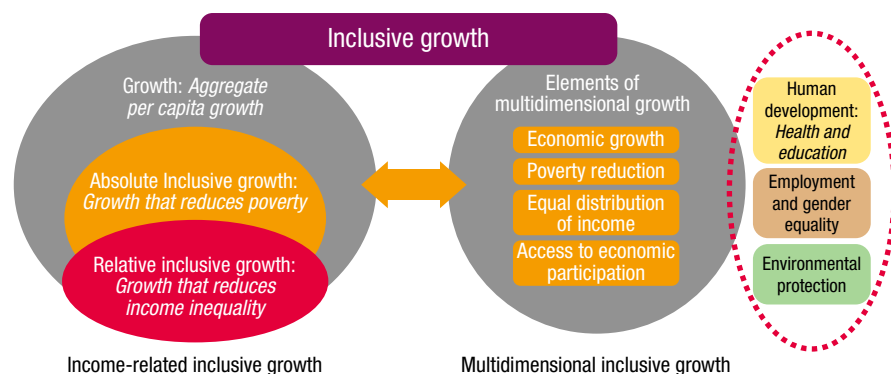 Inclusive growth
Growth: Aggregate
per capita growth
Absolute Inclusive growth:
Growth that reduces poverty
Relative inclusive growth:
Growth that reduces
income inequality
Income-related inclusive growth
Elements of
multidimensional growth
Economic growth
Poverty reduction
Equal distribution
of income
Access to economic
participation
Multidimensional inclusive growth
Human
development:
Health and
education
Employment
and gender
equality
Environmental
protection